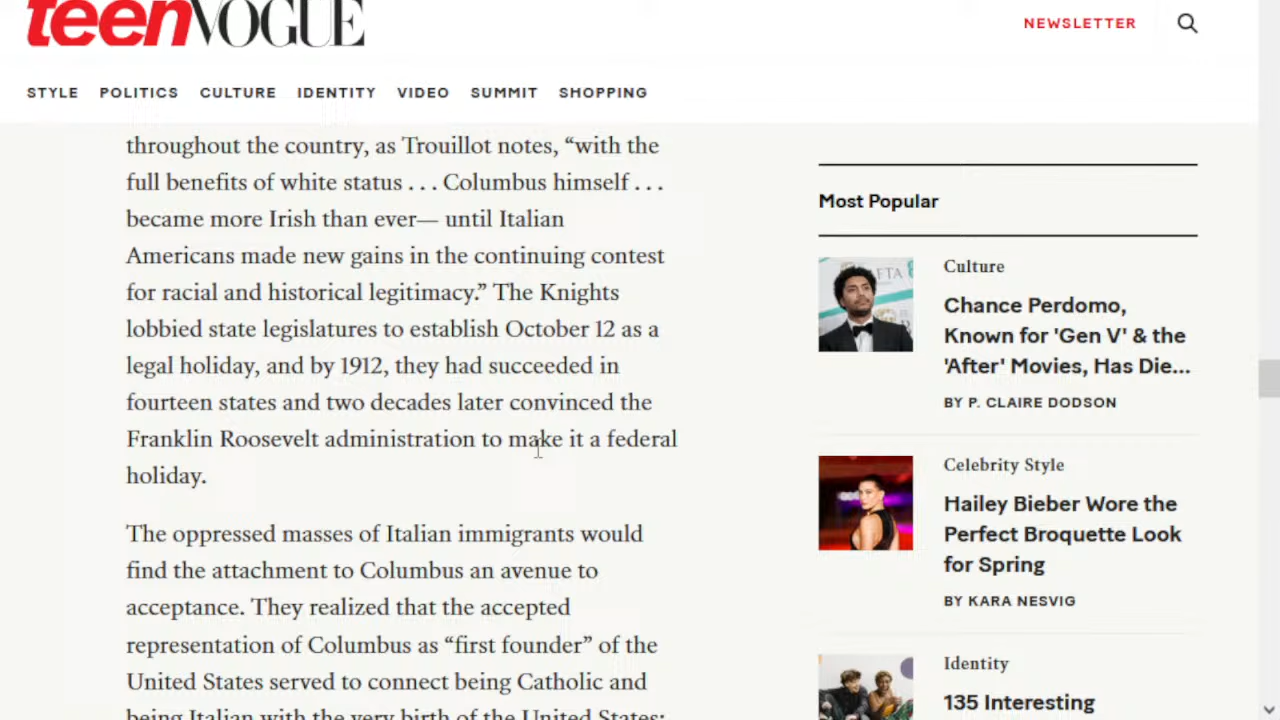 teenVOGUE
NEWSLETTER
STYLE POLITICS CULTURE IDENTITY VIDEO SUMMIT SHOPPING
throughout the country, as Trouillot notes, “with the
full benefits of white status . . . Columbus himself . . .
became more Irish than ever— until Italian
Americans made new gains in the continuing contest
for racial and historical legitimacy.” The Knights
lobbied state legislatures to establish October 12 as a
legal holiday, and by 1912, they had succeeded in
fourteen states and two decades later convinced the
Franklin Roosevelt administration to make it a federal
holiday.
The oppressed masses of Italian immigrants would
find the attachment to Columbus an avenue to
acceptance. They realized that the accepted
representation of Columbus as “first founder” of the
United States served to connect being Catholic and
being Italian with the very birth of the United States;
Most Popular
Culture
Chance Perdomo,
Known for 'Gen V' & the
'After' Movies, Has Die...
BY P. CLAIRE DODSON
Celebrity Style
Hailey Bieber Wore the
Perfect Broquette Look
for Spring
BY KARA NESVIG
Identity
135 Interesting